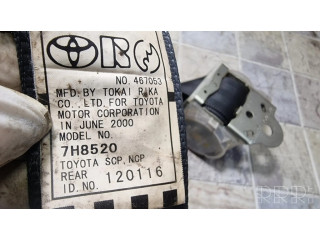 NO. 467053
MFD. BY TOKAI RIKA
CO., LTD. FOR TOYOTA
MOTOR CORPORATION
IN JUNE 2000
MODEL NO.
7H8520
TOYOTA SCP, NCP
REAR
ID. NO. 120116
RRR